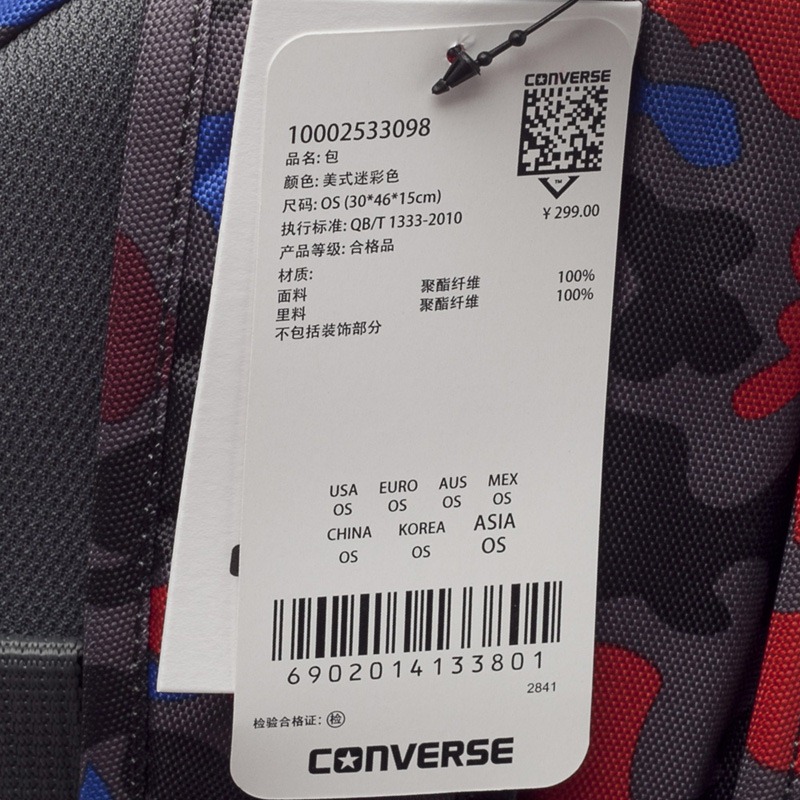 CONVERSE
10002533098
品名: 包
颜色: 美式迷彩色
尺码: OS (30*46*15cm)
执行标准: QB/T 1333-2010
产品等级: 合格品
TM
¥ 299.00
材质:
面料 聚酯纤维 100%
里料 聚酯纤维 100%
不包括装饰部分
USA EURO AUS MEX
OS OS OS OS
CHINA KOREA ASIA
OS OS OS
6902014133801
2841
检验合格证: 检
CONVERSE